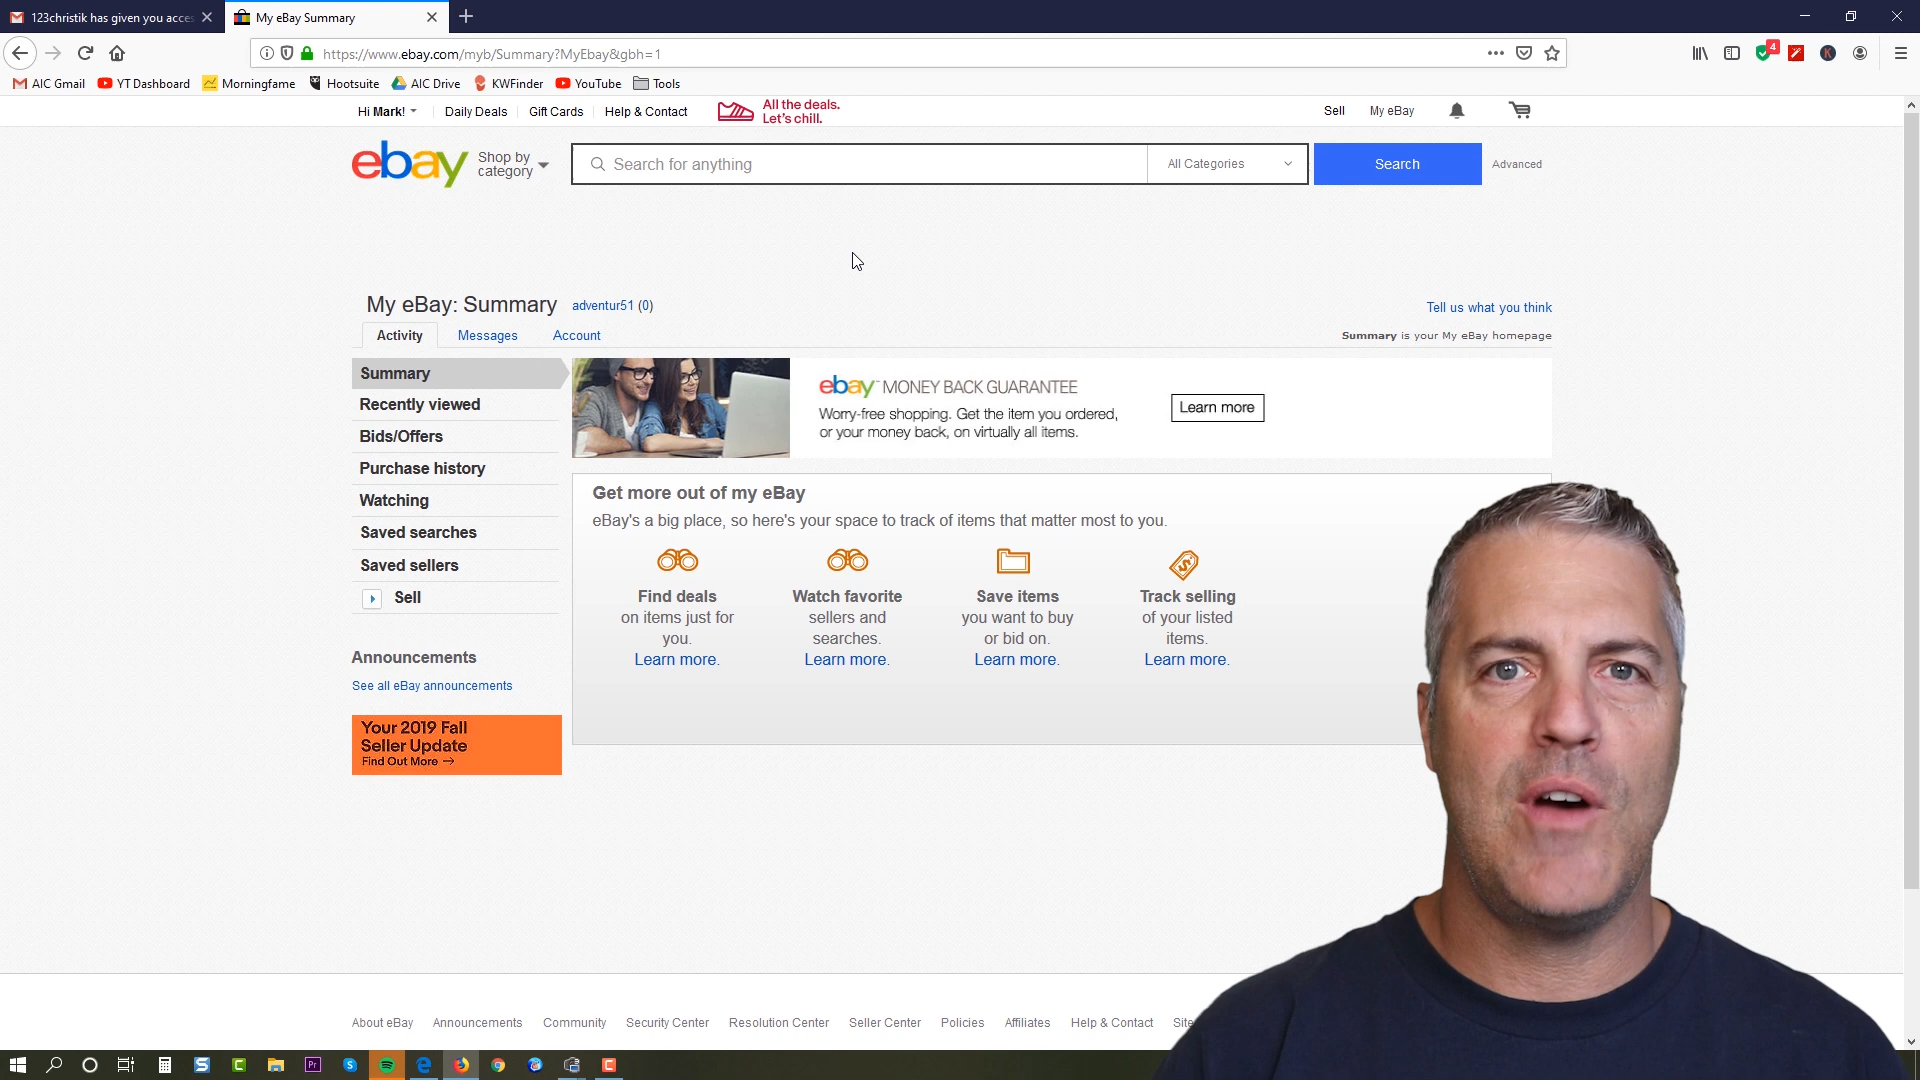 123christik has given you acces
My eBay Summary
https://www.ebay.com/myb/Summary?MyEbay&gbh=1
4
K
AIC Gmail
YT Dashboard
Morningfame
Hootsuite
AIC Drive
KWFinder
YouTube
Tools
Hi Mark!
Daily Deals
Gift Cards
Help & Contact
All the deals.
Let's chill.
Sell
My eBay
ebay
Shop by
category
Search for anything
All Categories
Search
Advanced
My eBay: Summary
adventur51 (0)
Tell us what you think
Activity
Messages
Account
Summary is your My eBay homepage
Summary
Recently viewed
Bids/Offers
Purchase history
Watching
Saved searches
Saved sellers
Sell
ebay MONEY BACK GUARANTEE
Worry-free shopping. Get the item you ordered,
or your money back, on virtually all items.
Learn more
Get more out of my eBay
eBay's a big place, so here's your space to track of items that matter most to you.
Find deals
on items just for
you.
Learn more.
Watch favorite
sellers and
searches.
Learn more.
Save items
you want to buy
or bid on.
Learn more.
Track selling
of your listed
items.
Learn more.
Announcements
See all eBay announcements
Your 2019 Fall
Seller Update
Find Out More →
About eBay
Announcements
Community
Security Center
Resolution Center
Seller Center
Policies
Affiliates
Help & Contact
Site